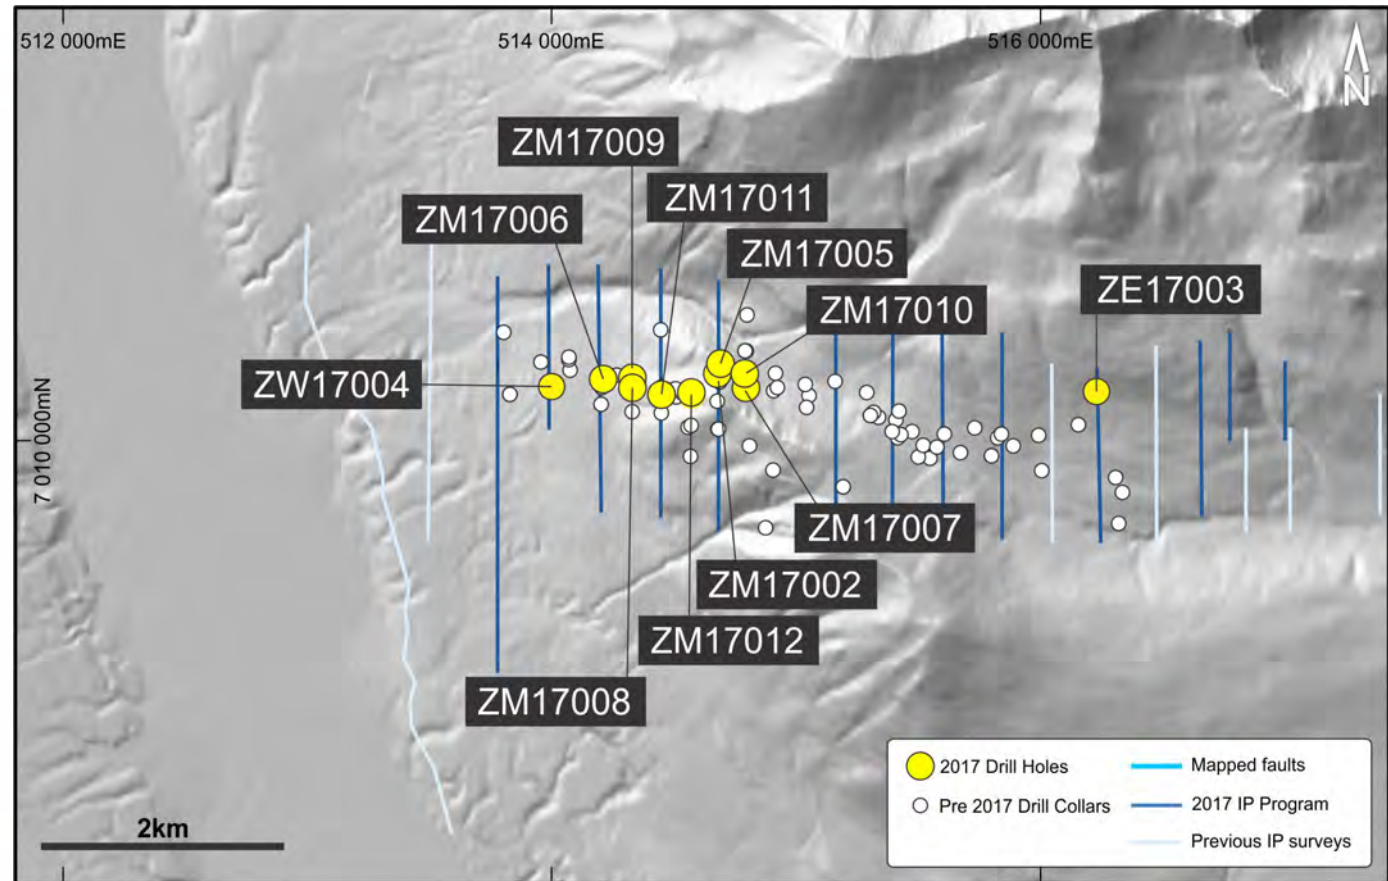 512 000mE
514 000mE
516 000mE
N
ZM17009
ZM17011
ZM17006
ZM17005
ZE17003
ZM17010
ZW17004
7 010 000mN
ZM17007
ZM17002
ZM17012
ZM17008
2017 Drill Holes
Mapped faults
Pre 2017 Drill Collars
2017 IP Program
Previous IP surveys
2km